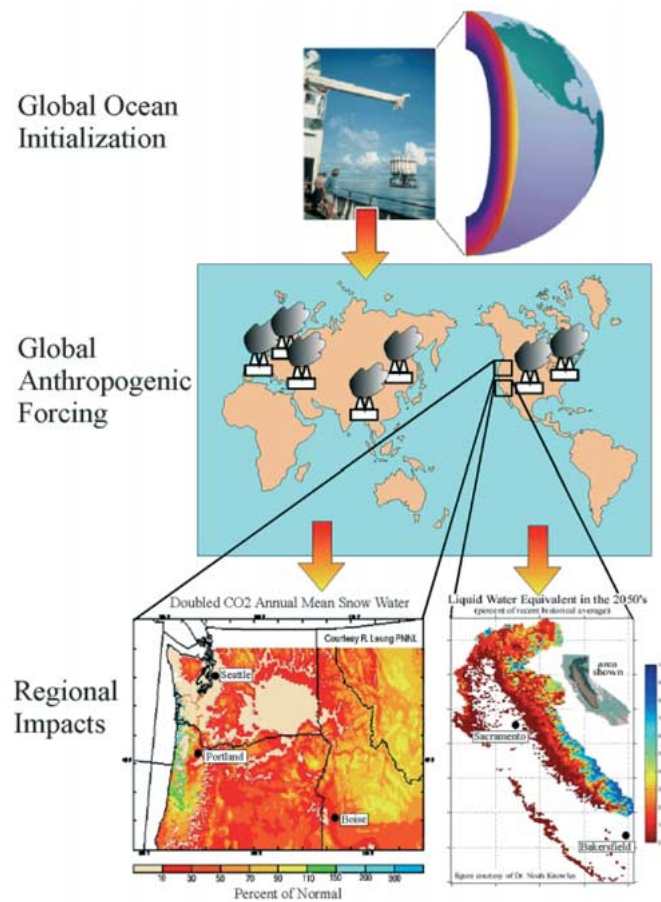 Global Ocean
Initialization
Global
Anthropogenic
Forcing
Regional
Impacts
Doubled CO2 Annual Mean Snow Water
Courtesy R. Leung PNNL
Seattle
Portland
Boise
10 30 50 90 110 150 200 300
Percent of Normal
Liquid Water Equivalent in the 2050's
(percent of recent historical average)
area
shown
Sacramento
Bakersfield
figure courtesy of Dr. Noah Knowles